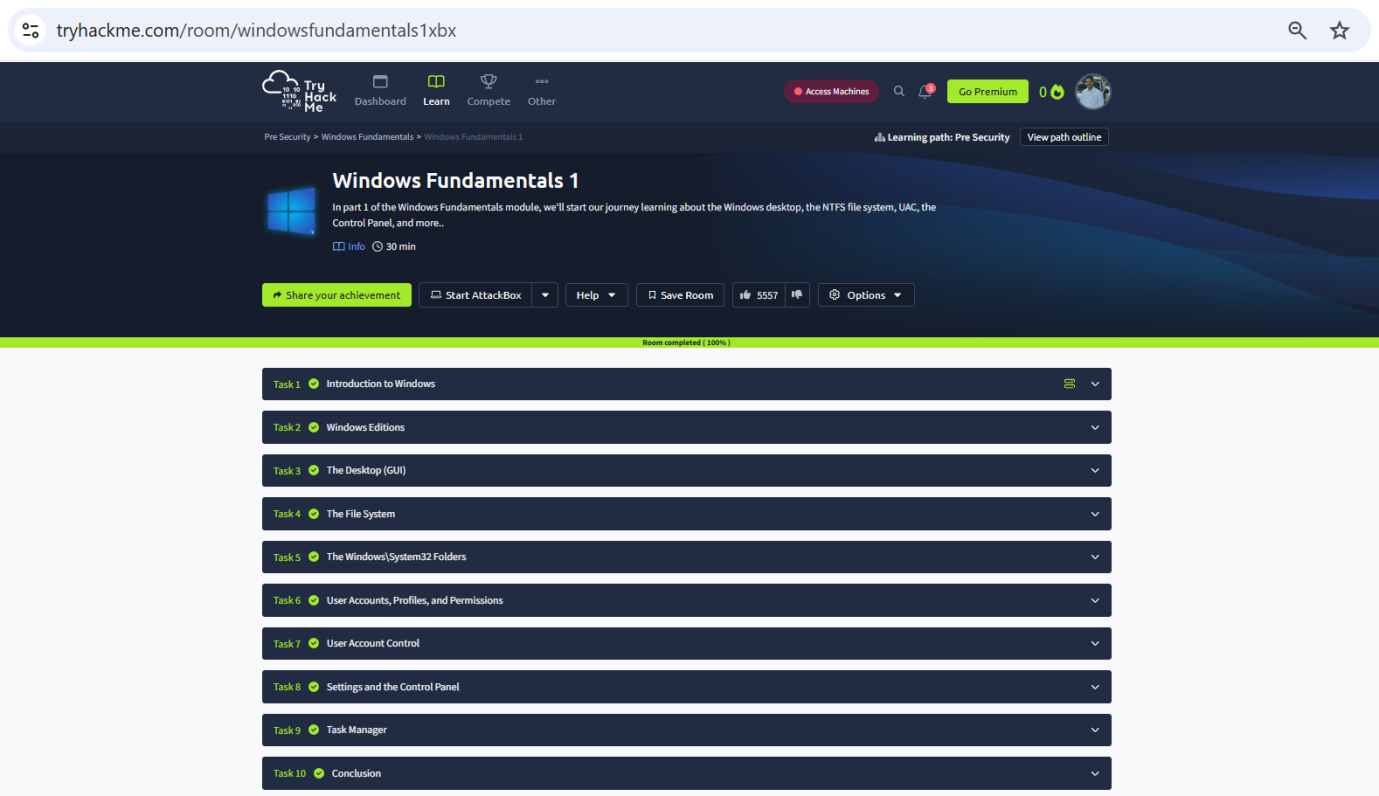 tryhackme.com/room/windowsfundamentals1xbx
Try
Hack
Me
Dashboard
Learn
Compete
Other
Access Machines
3
Go Premium
0
Pre Security > Windows Fundamentals > Windows Fundamentals 1
Learning path: Pre Security
View path outline
Windows Fundamentals 1
In part 1 of the Windows Fundamentals module, we'll start our journey learning about the Windows desktop, the NTFS file system, UAC, the
Control Panel, and more..
Info 30 min
Share your achievement
Start AttackBox
Help
Save Room
5557
Options
Room completed ( 100% )
Task 1 Introduction to Windows
Task 2 Windows Editions
Task 3 The Desktop (GUI)
Task 4 The File System
Task 5 The Windows\System32 Folders
Task 6 User Accounts, Profiles, and Permissions
Task 7 User Account Control
Task 8 Settings and the Control Panel
Task 9 Task Manager
Task 10 Conclusion